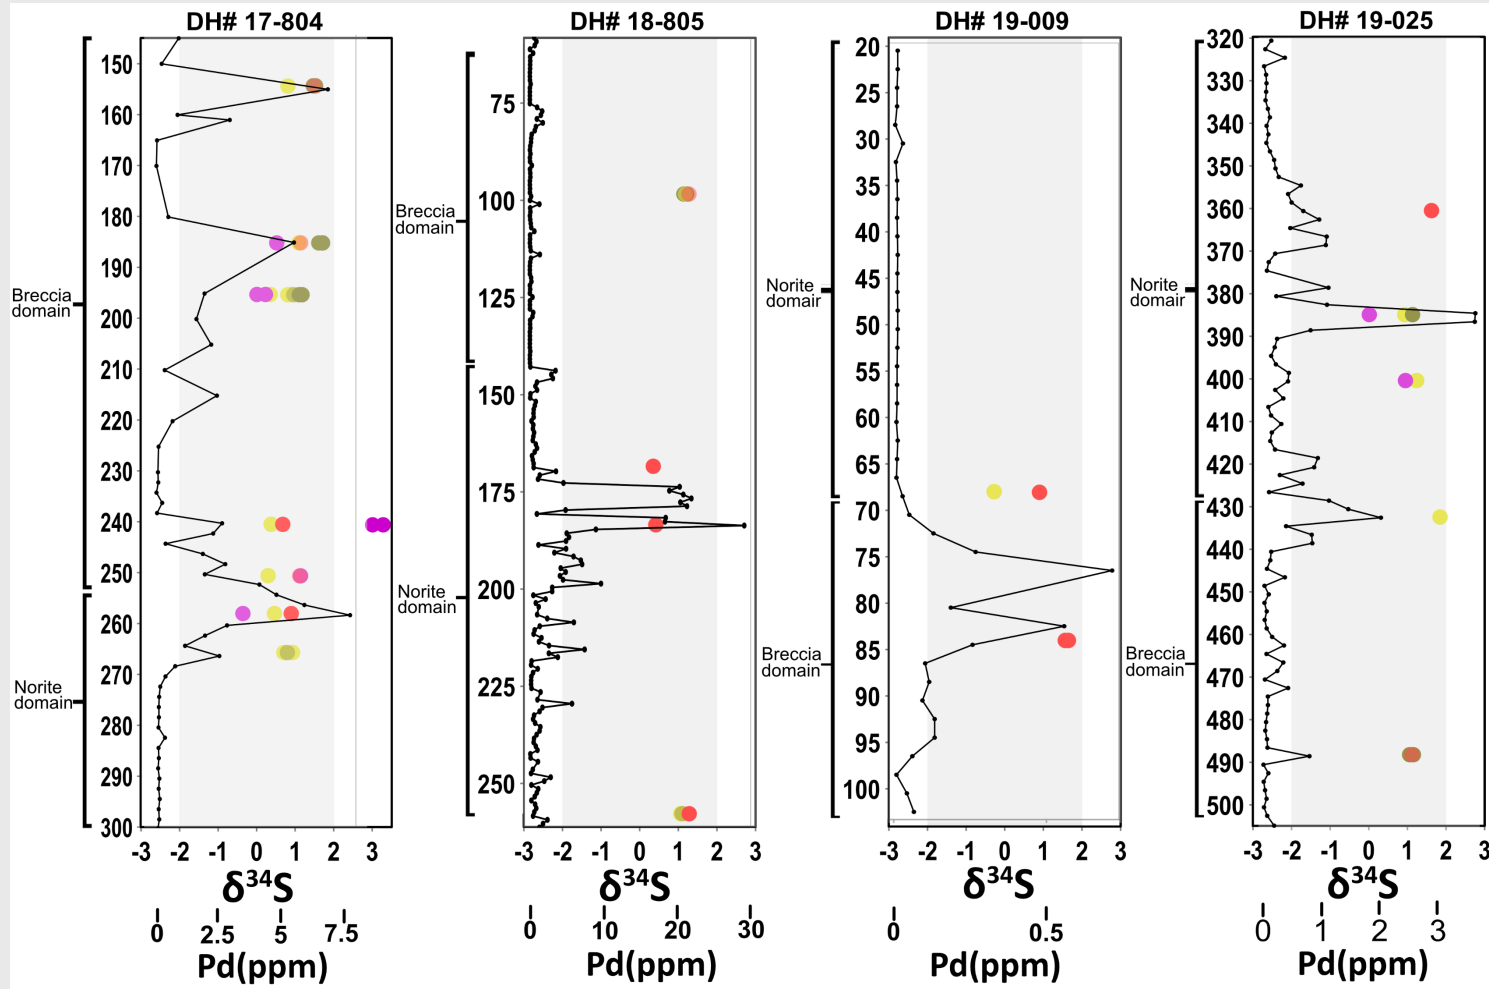 DH# 17-804
150
160
170
180
190
200
210
220
230
240
250
260
270
280
290
300
Breccia
domain
Norite
domain
-3 -2 -1 0 1 2 3
δ³⁴S
0 2.5 5 7.5
Pd(ppm)
DH# 18-805
75
100
125
150
175
200
225
250
Breccia
domain
Norite
domain
-3 -2 -1 0 1 2 3
δ³⁴S
0 10 20 30
Pd(ppm)
DH# 19-009
20
25
30
35
40
45
50
55
60
65
70
75
80
85
90
95
100
Norite
domair
Breccia
domain
-3 -2 -1 0 1 2 3
δ³⁴S
0 0.5
Pd(ppm)
DH# 19-025
320
330
340
350
360
370
380
390
400
410
420
430
440
450
460
470
480
490
500
Norite
domair
Breccia
domain
-3 -2 -1 0 1 2 3
δ³⁴S
0 1 2 3
Pd(ppm)